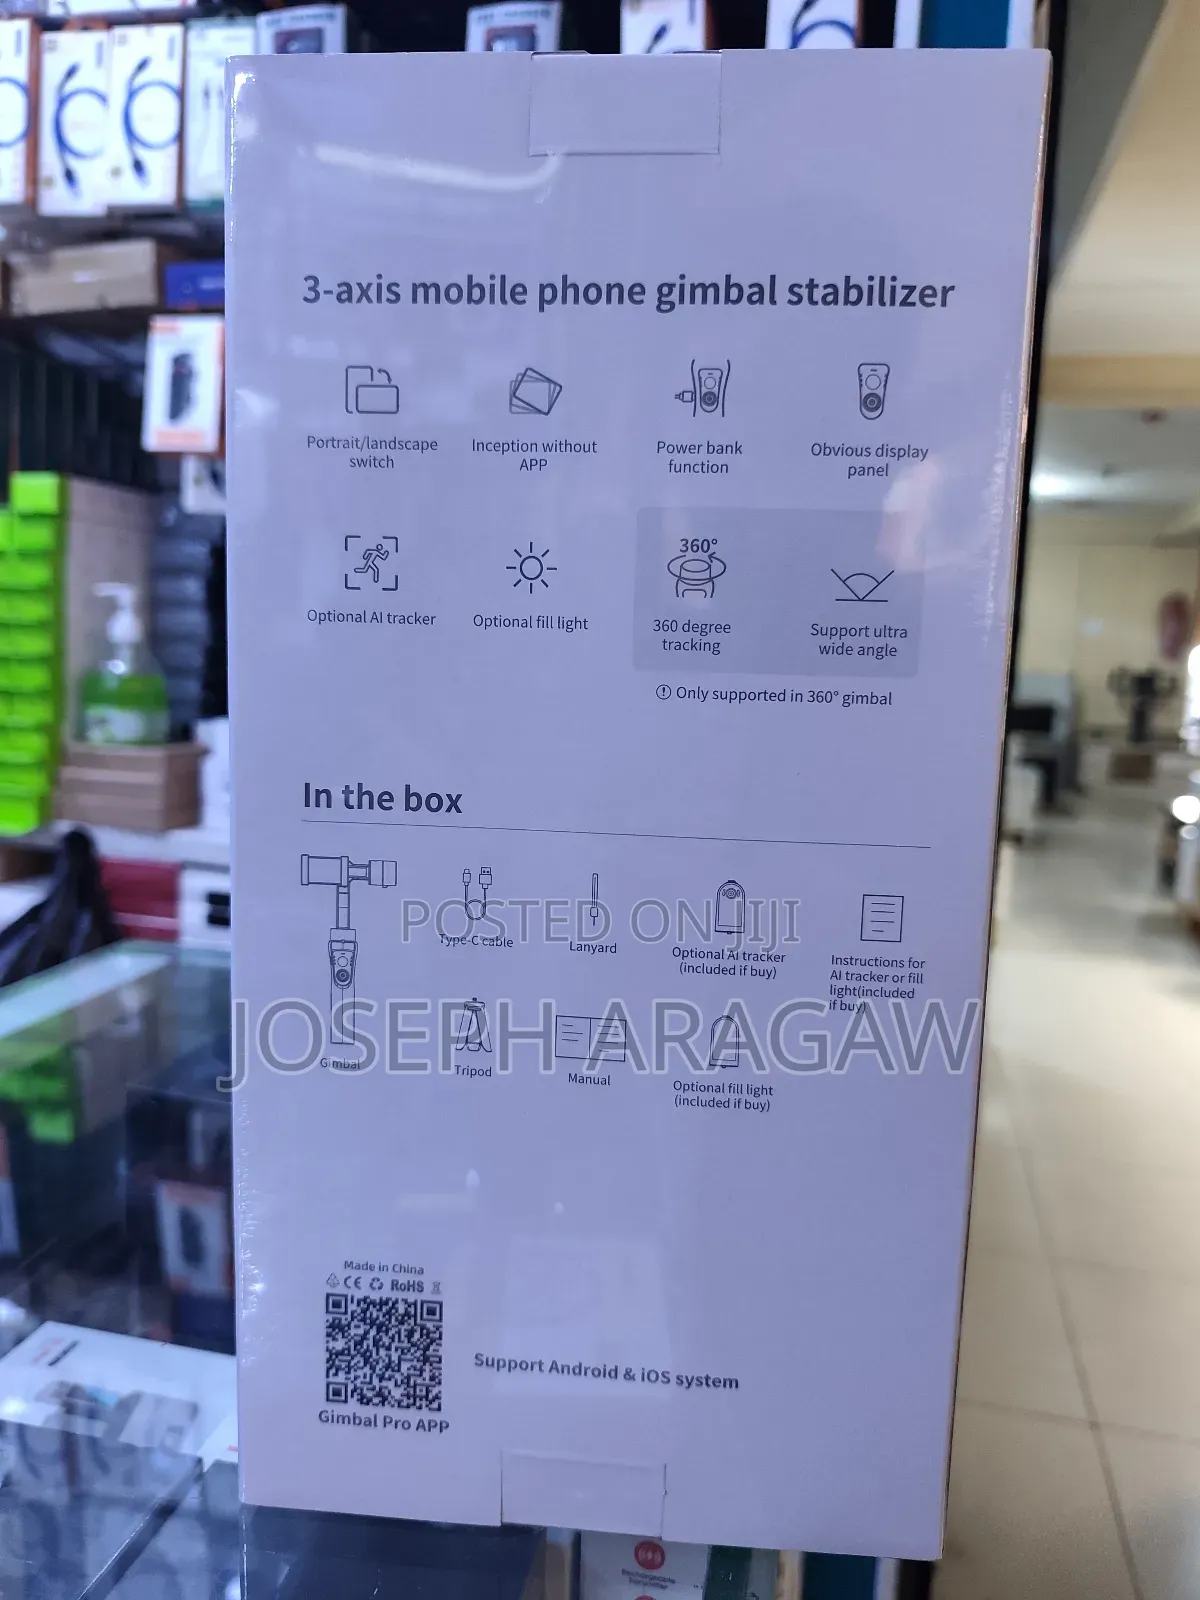 3-axis mobile phone gimbal stabilizer
Portrait/landscape
switch
Inception without
APP
Power bank
function
Obvious display
panel
Optional AI tracker
Optional fill light
360°
360 degree
tracking
Support ultra
wide angle
Only supported in 360° gimbal
In the box
Gimbal
Type-C cable
Lanyard
Optional AI tracker
(included if buy)
Instructions for
AI tracker or fill
light(included
if buy)
Tripod
Manual
Optional fill light
(included if buy)
POSTED ON JIJI
JOSEPH ARAGAW
Made in China
CE RoHS
Gimbal Pro APP
Support Android & iOS system
Rechargeable